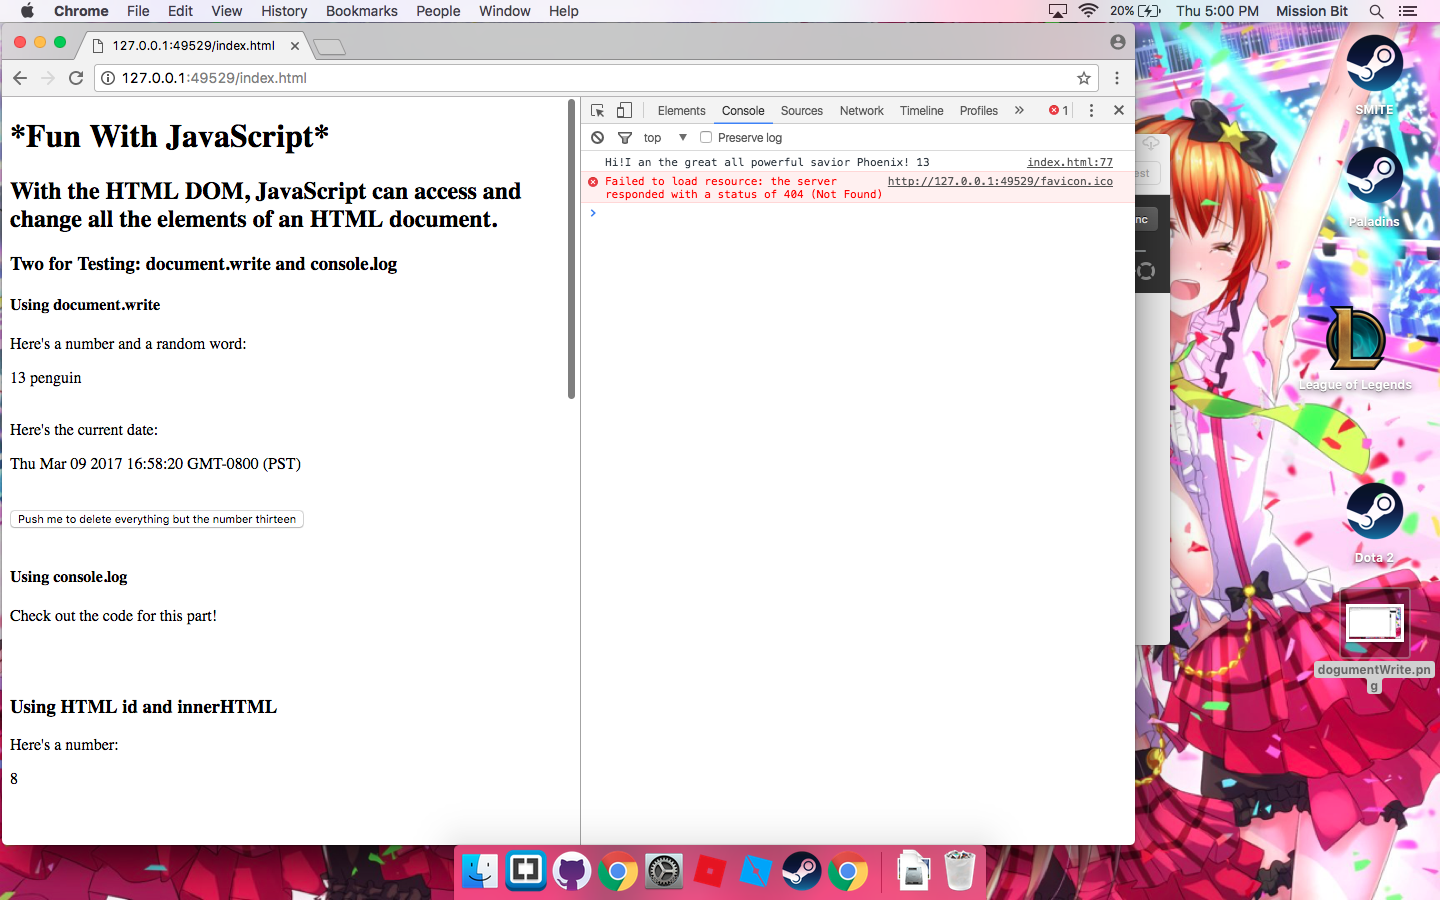 Chrome File Edit View History Bookmarks People Window Help 20% Thu 5:00 PM Mission Bit
127.0.0.1:49529/index.html
127.0.0.1:49529/index.html
*Fun With JavaScript*
With the HTML DOM, JavaScript can access and
change all the elements of an HTML document.
Two for Testing: document.write and console.log
Using document.write
Here's a number and a random word:
13 penguin
Here's the current date:
Thu Mar 09 2017 16:58:20 GMT-0800 (PST)
Push me to delete everything but the number thirteen
Using console.log
Check out the code for this part!
Using HTML id and innerHTML
Here's a number:
8
Elements Console Sources Network Timeline Profiles » 1
top Preserve log
Hi!I an the great all powerful savior Phoenix! 13 index.html:77
Failed to load resource: the server http://127.0.0.1:49529/favicon.ico
responded with a status of 404 (Not Found)
>
est
nc
SMITE
Paladins
League of Legends
Dota 2
dogumentWrite.pn
g